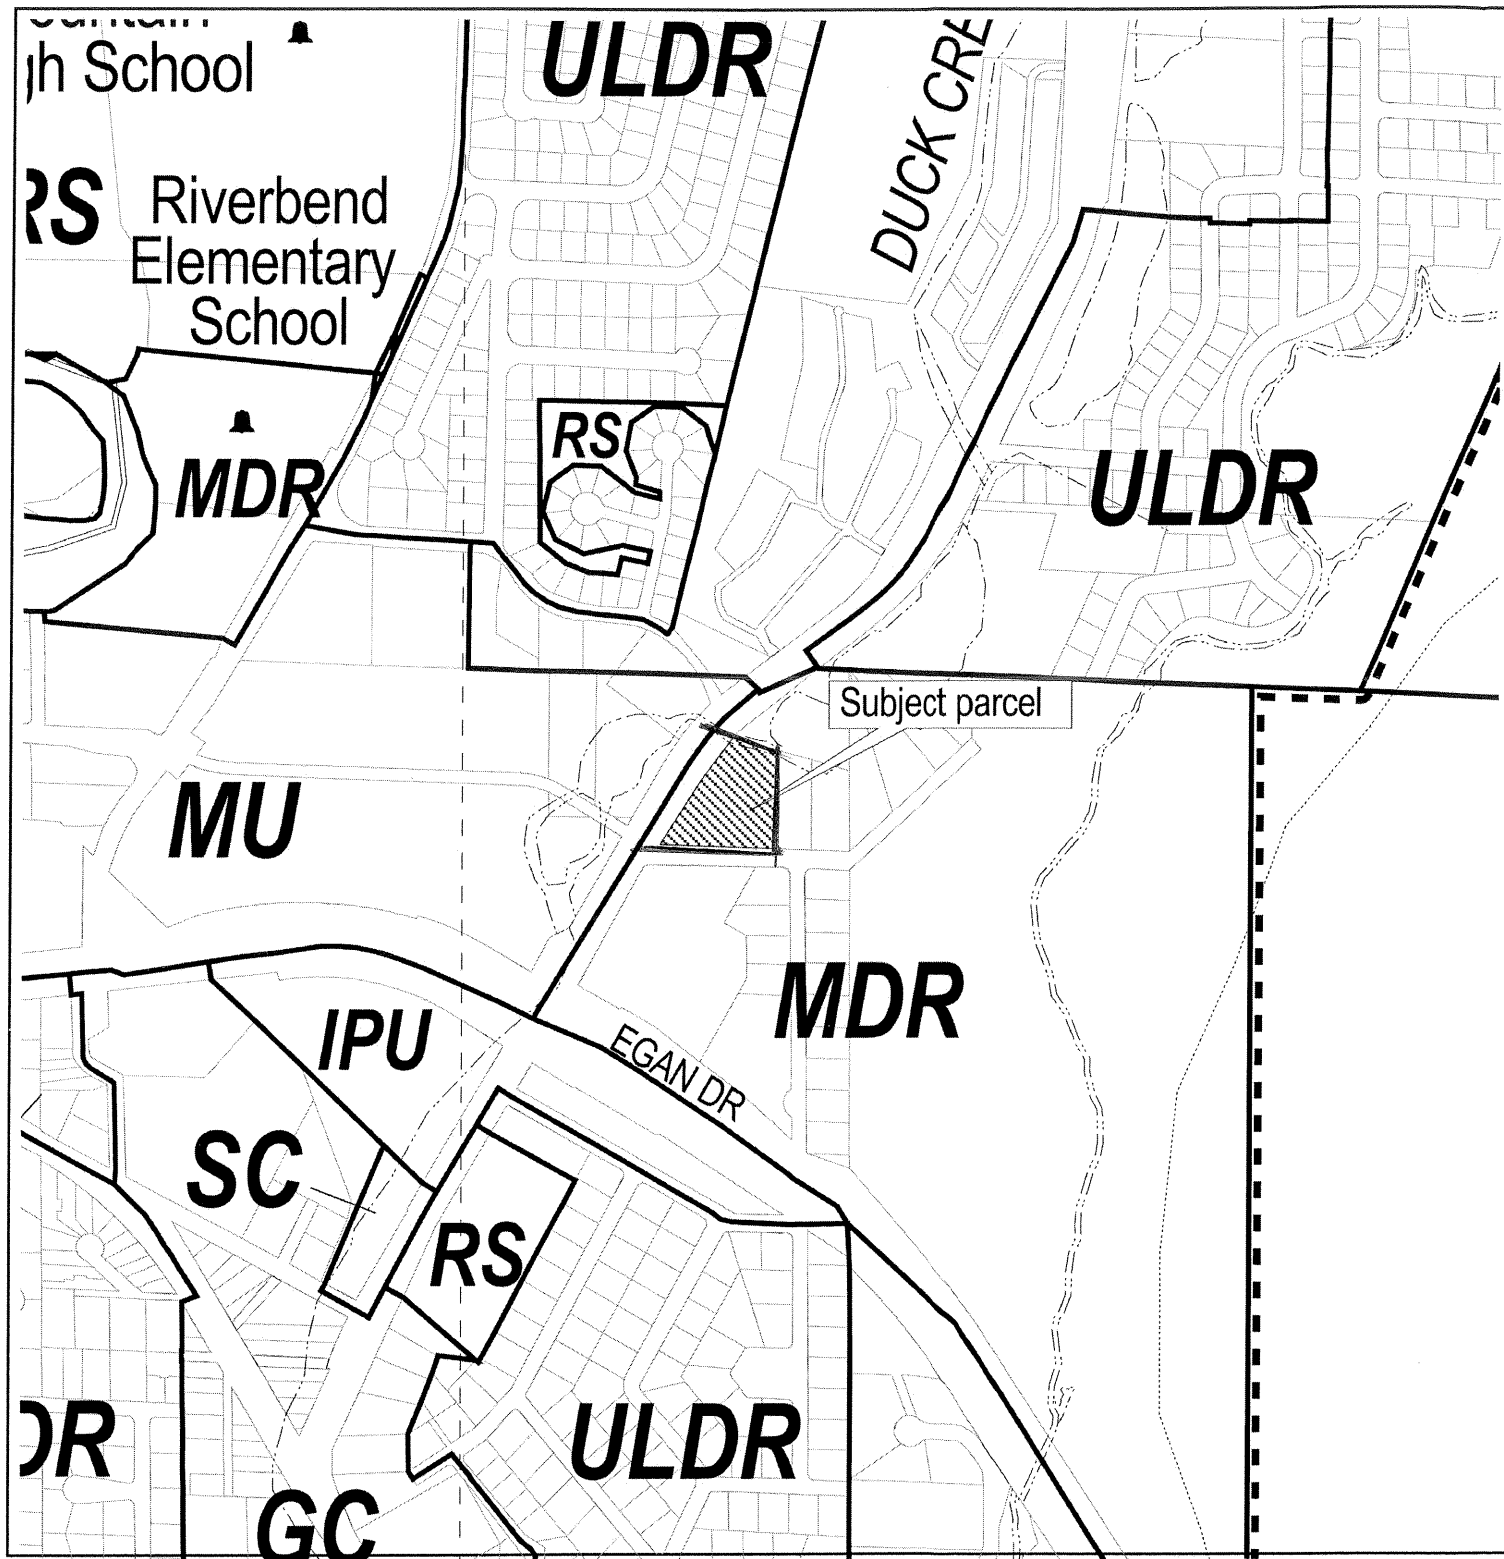 h School
ULDR
DUCK CRE
RS
Riverbend
Elementary
School
RS
MDR
ULDR
Subject parcel
MU
MDR
IPU
EGAN DR
SC
RS
DR
ULDR
GC